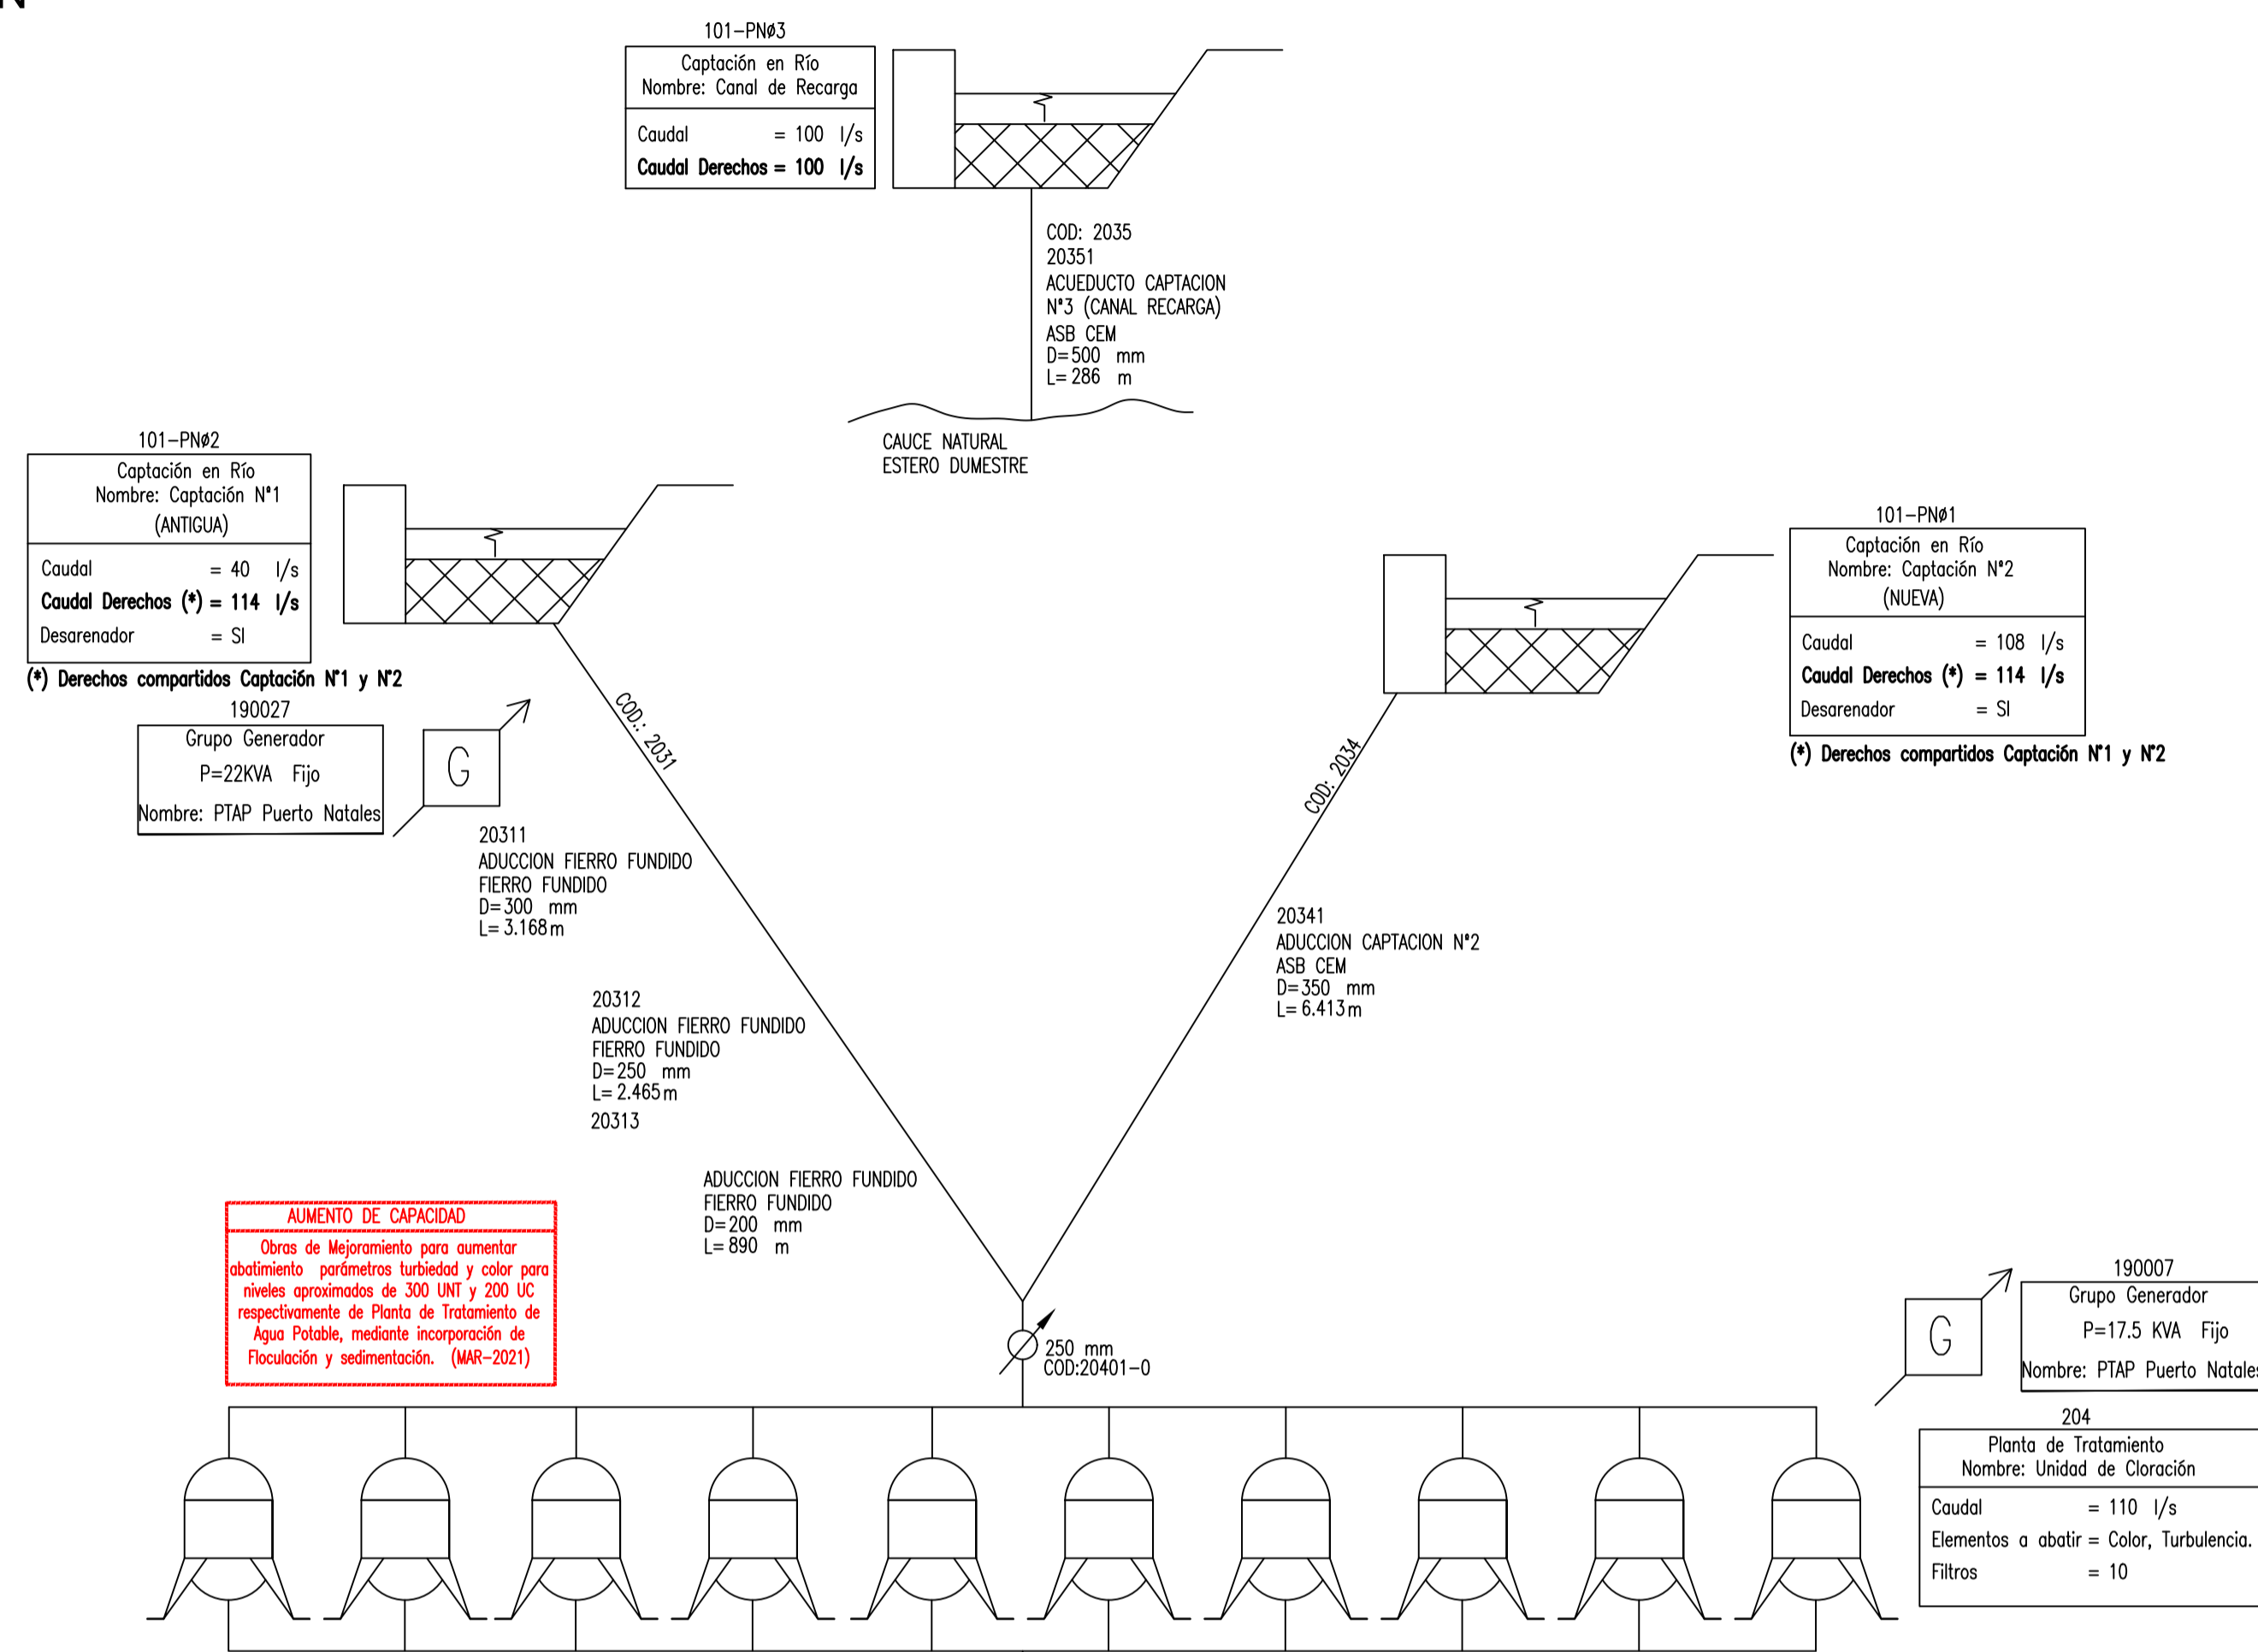 N
101-PNø3
Captación en Río
Nombre: Canal de Recarga
Caudal = 100 l/s
Caudal Derechos = 100 l/s
COD: 2035
20351
ACUEDUCTO CAPTACION
N°3 (CANAL RECARGA)
ASB CEM
D=500 mm
L= 286 m
CAUCE NATURAL
ESTERO DUMESTRE
101-PNø2
Captación en Río
Nombre: Captación N°1
(ANTIGUA)
Caudal = 40 l/s
Caudal Derechos (*) = 114 l/s
Desarenador = SI
(*) Derechos compartidos Captación N°1 y N°2
101-PNø1
Captación en Río
Nombre: Captación N°2
(NUEVA)
Caudal = 108 l/s
Caudal Derechos (*) = 114 l/s
Desarenador = SI
(*) Derechos compartidos Captación N°1 y N°2
190027
Grupo Generador
P=22KVA Fijo
Nombre: PTAP Puerto Natales
G
COD.: 2031
COD: 2034
20311
ADUCCION FIERRO FUNDIDO
FIERRO FUNDIDO
D=300 mm
L= 3.168m
20341
ADUCCION CAPTACION N°2
ASB CEM
D=350 mm
L= 6.413m
20312
ADUCCION FIERRO FUNDIDO
FIERRO FUNDIDO
D=250 mm
L= 2.465m
20313
ADUCCION FIERRO FUNDIDO
FIERRO FUNDIDO
D=200 mm
L= 890 m
AUMENTO DE CAPACIDAD
Obras de Mejoramiento para aumentar
abatimiento parámetros turbiedad y color para
niveles aproximados de 300 UNT y 200 UC
respectivamente de Planta de Tratamiento de
Agua Potable, mediante incorporación de
Floculación y sedimentación. (MAR-2021)
250 mm
COD:20401-0
G
190007
Grupo Generador
P=17.5 KVA Fijo
Nombre: PTAP Puerto Natales
204
Planta de Tratamiento
Nombre: Unidad de Cloración
Caudal = 110 l/s
Elementos a abatir = Color, Turbulencia.
Filtros = 10